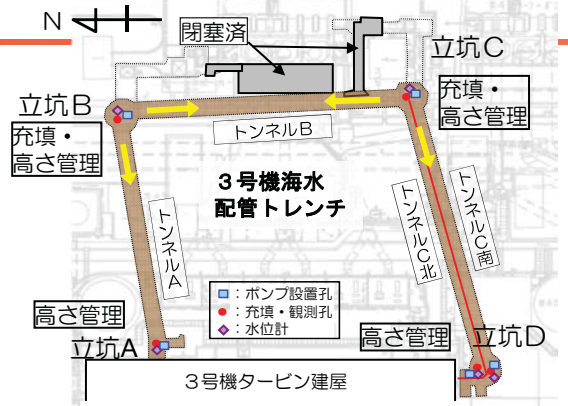 N
閉塞済
立坑C
立坑B
充填・
高さ管理
充填・
高さ管理
トンネルB
3号機海水
配管トレンチ
トンネルA
トンネルC北
トンネルC南
：ポンプ設置孔
：充填・観測孔
：水位計
高さ管理
立坑A
高さ管理
立坑D
3号機タービン建屋